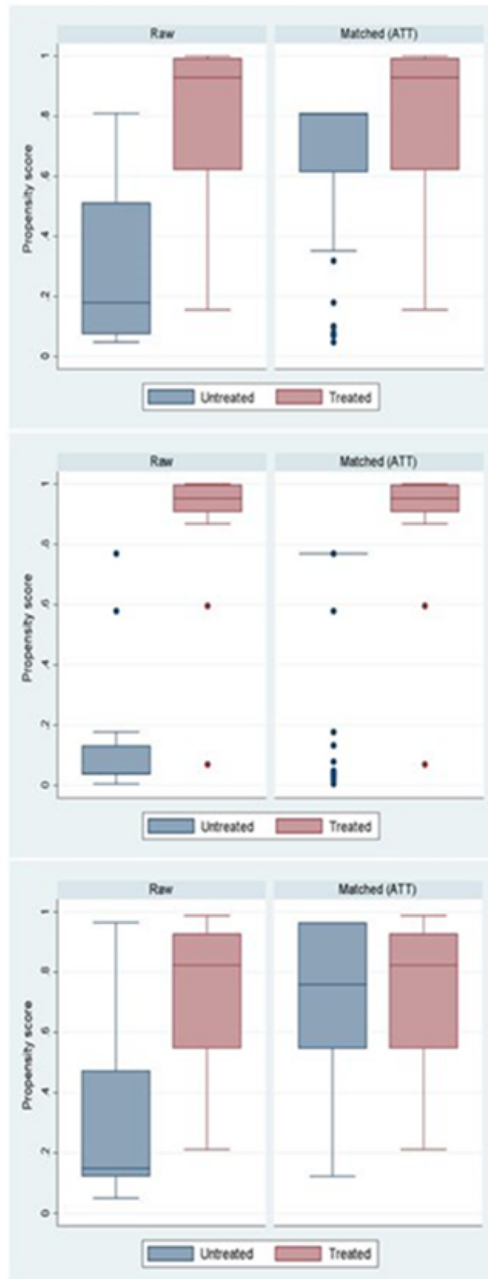 Raw Matched (ATT)
Propensity score
1
.8
.6
.4
.2
0
Untreated Treated
Raw Matched (ATT)
Propensity score
1
.8
.6
.4
.2
0
Untreated Treated
Raw Matched (ATT)
Propensity score
1
.8
.6
.4
.2
0
Untreated Treated